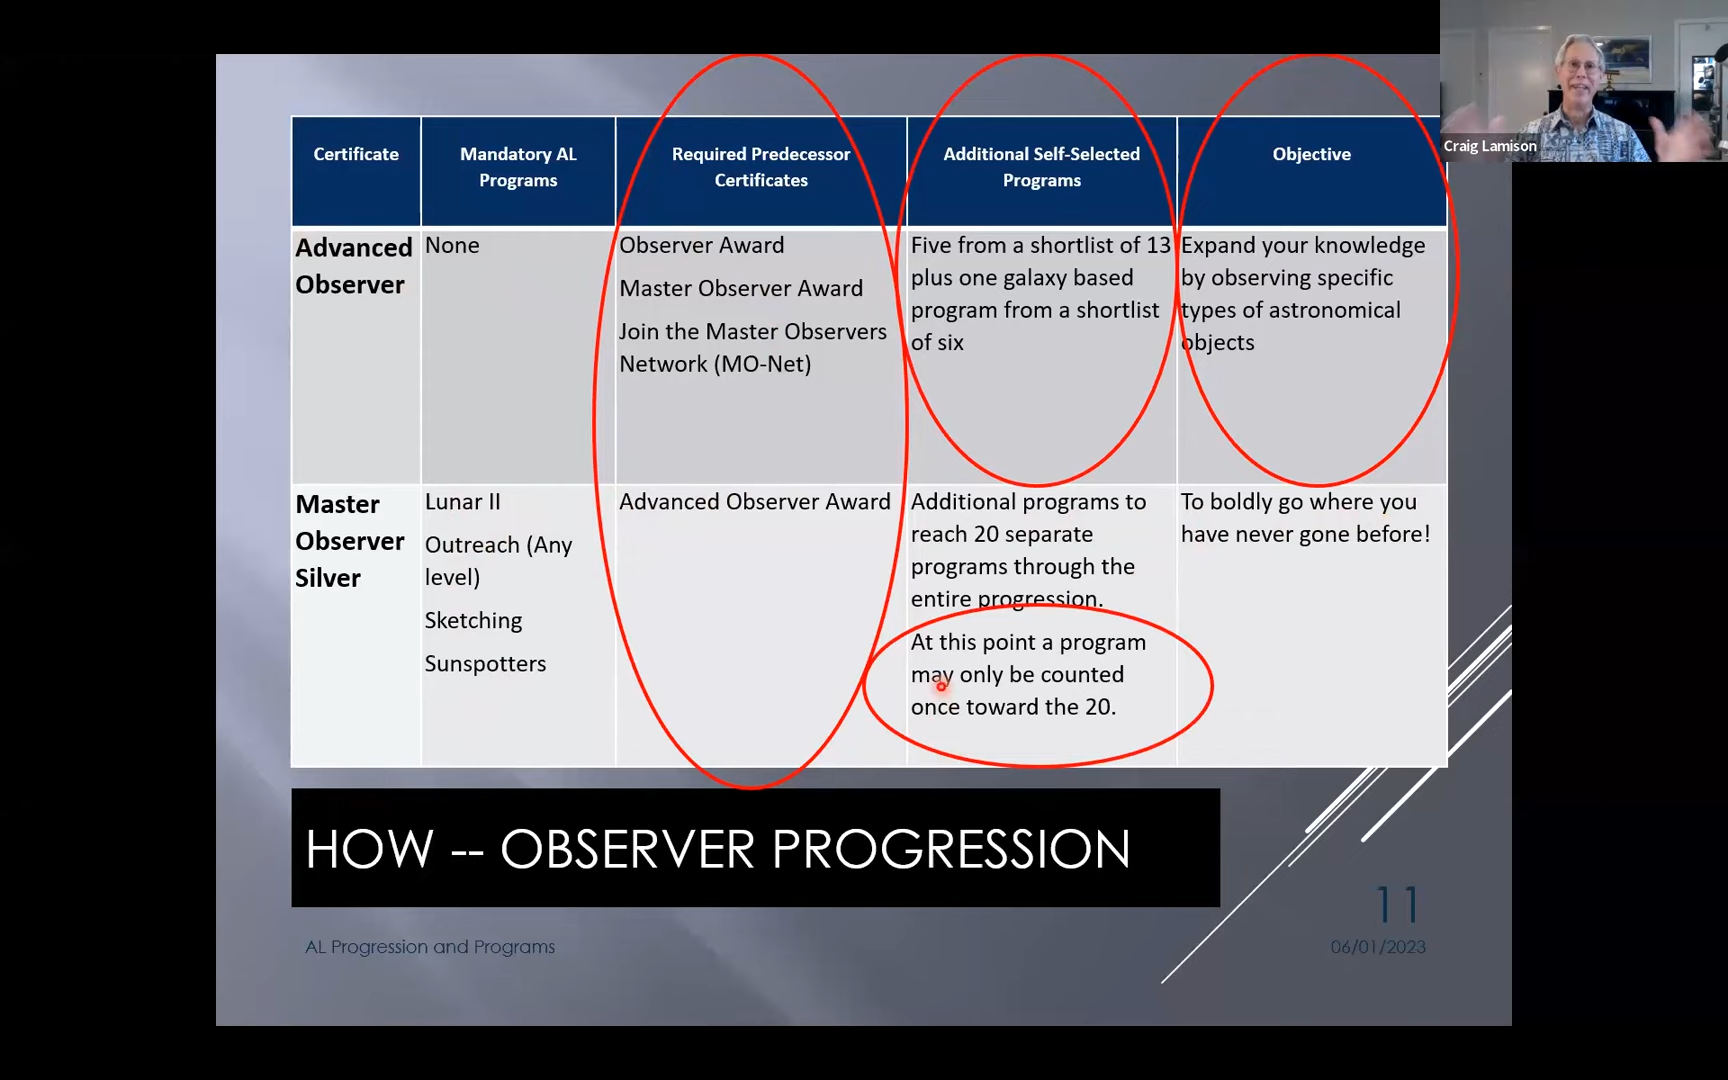 Craig Lamison
Certificate
Mandatory AL
Programs
Required Predecessor
Certificates
Additional Self-Selected
Programs
Objective
Advanced
Observer
None
Observer Award
Master Observer Award
Join the Master Observers
Network (MO-Net)
Five from a shortlist of 13
plus one galaxy based
program from a shortlist
of six
Expand your knowledge
by observing specific
types of astronomical
objects
Master
Observer
Silver
Lunar II
Outreach (Any
level)
Sketching
Sunspotters
Advanced Observer Award
Additional programs to
reach 20 separate
programs through the
entire progression.
At this point a program
may only be counted
once toward the 20.
To boldly go where you
have never gone before!
HOW -- OBSERVER PROGRESSION
11
AL Progression and Programs
06/01/2023